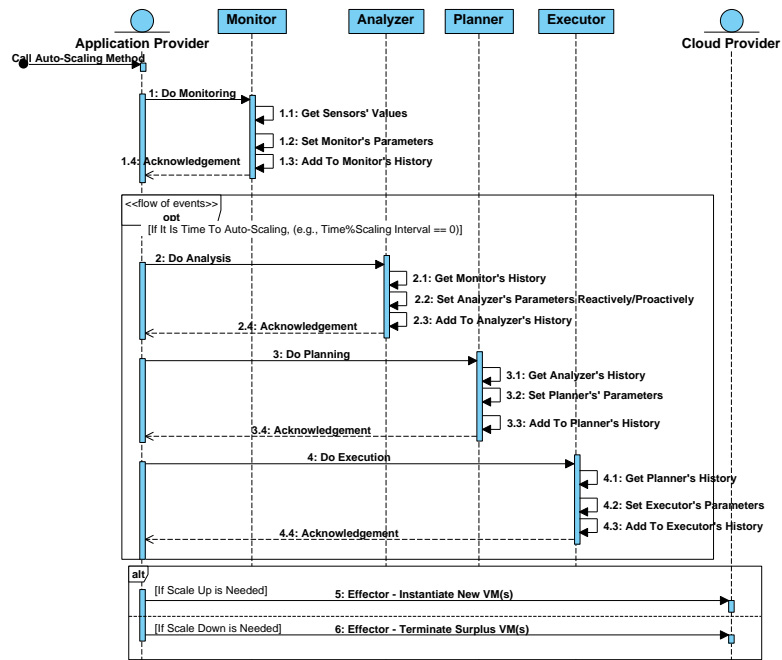 Monitor
Analyzer
Planner
Executor
Application Provider
Cloud Provider
Call Auto-Scaling Method
1: Do Monitoring
1.1: Get Sensors' Values
1.2: Set Monitor's Parameters
1.3: Add To Monitor's History
1.4: Acknowledgement
<<flow of events>>
opt
[If It Is Time To Auto-Scaling, (e.g., Time%Scaling Interval == 0)]
2: Do Analysis
2.1: Get Monitor's History
2.2: Set Analyzer's Parameters Reactively/Proactively
2.3: Add To Analyzer's History
2.4: Acknowledgement
3: Do Planning
3.1: Get Analyzer's History
3.2: Set Planner's' Parameters
3.3: Add To Planner's History
3.4: Acknowledgement
4: Do Execution
4.1: Get Planner's History
4.2: Set Executor's Parameters
4.3: Add To Executor's History
4.4: Acknowledgement
alt
[If Scale Up is Needed]
5: Effector - Instantiate New VM(s)
[If Scale Down is Needed]
6: Effector - Terminate Surplus VM(s)